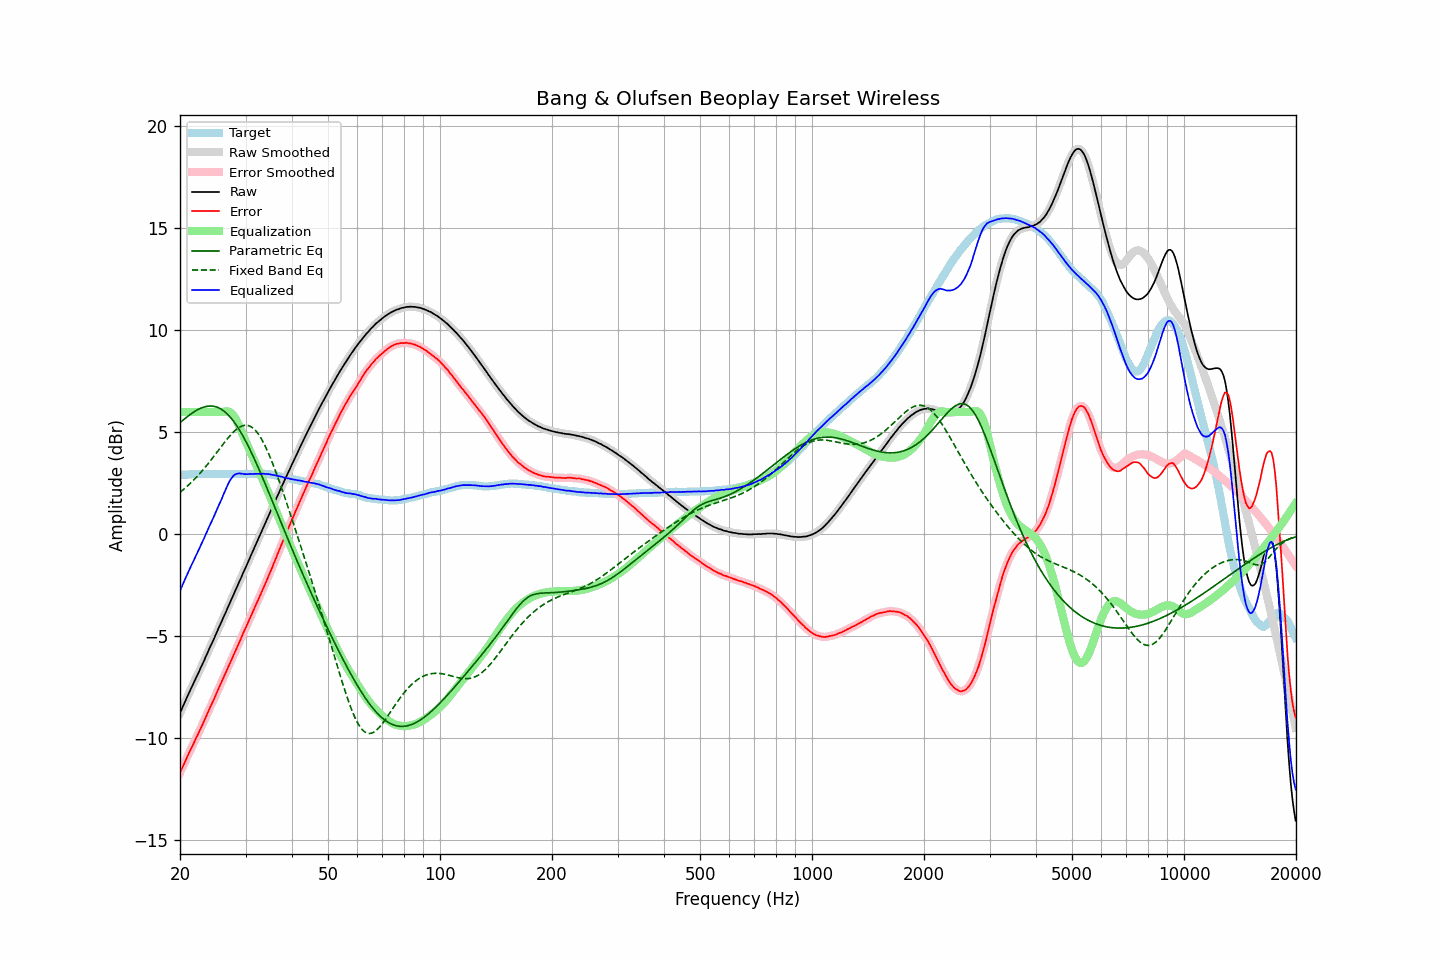 Bang & Olufsen Beoplay Earset Wireless
Target
Raw Smoothed
Error Smoothed
Raw
Error
Equalization
Parametric Eq
Fixed Band Eq
Equalized
20
15
10
5
0
−5
−10
−15
Amplitude (dBr)
20 50 100 200 500 1000 2000 5000 10000 20000
Frequency (Hz)